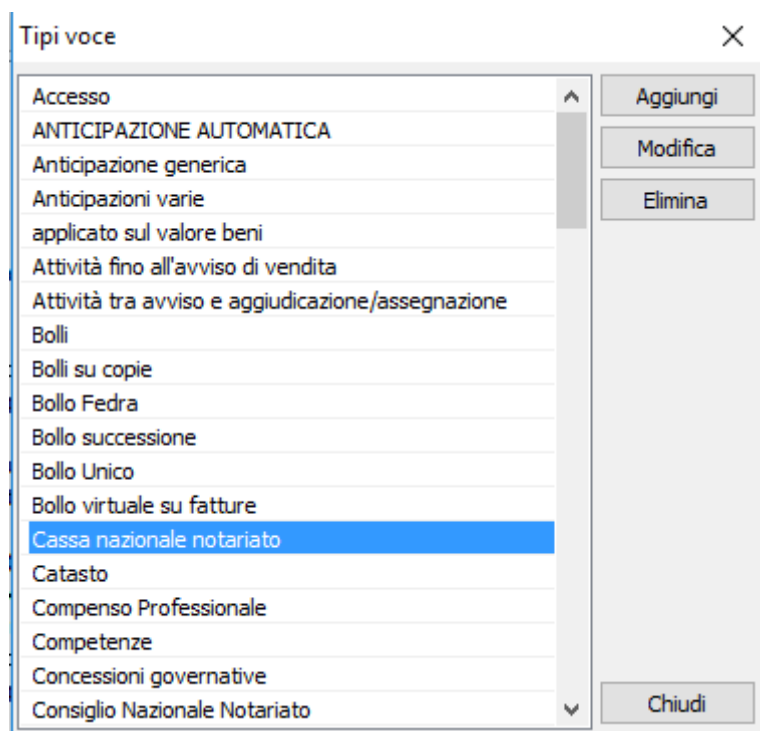 Tipi voce
Accesso
ANTICIPAZIONE AUTOMATICA
Anticipazione generica
Anticipazioni varie
applicato sul valore beni
Attività fino all'avviso di vendita
Attività tra avviso e aggiudicazione/assegnazione
Bolli
Bolli su copie
Bollo Fedra
Bollo successione
Bollo Unico
Bollo virtuale su fatture
Cassa nazionale notariato
Catasto
Compenso Professionale
Competenze
Concessioni governative
Consiglio Nazionale Notariato
Aggiungi
Modifica
Elimina
Chiudi